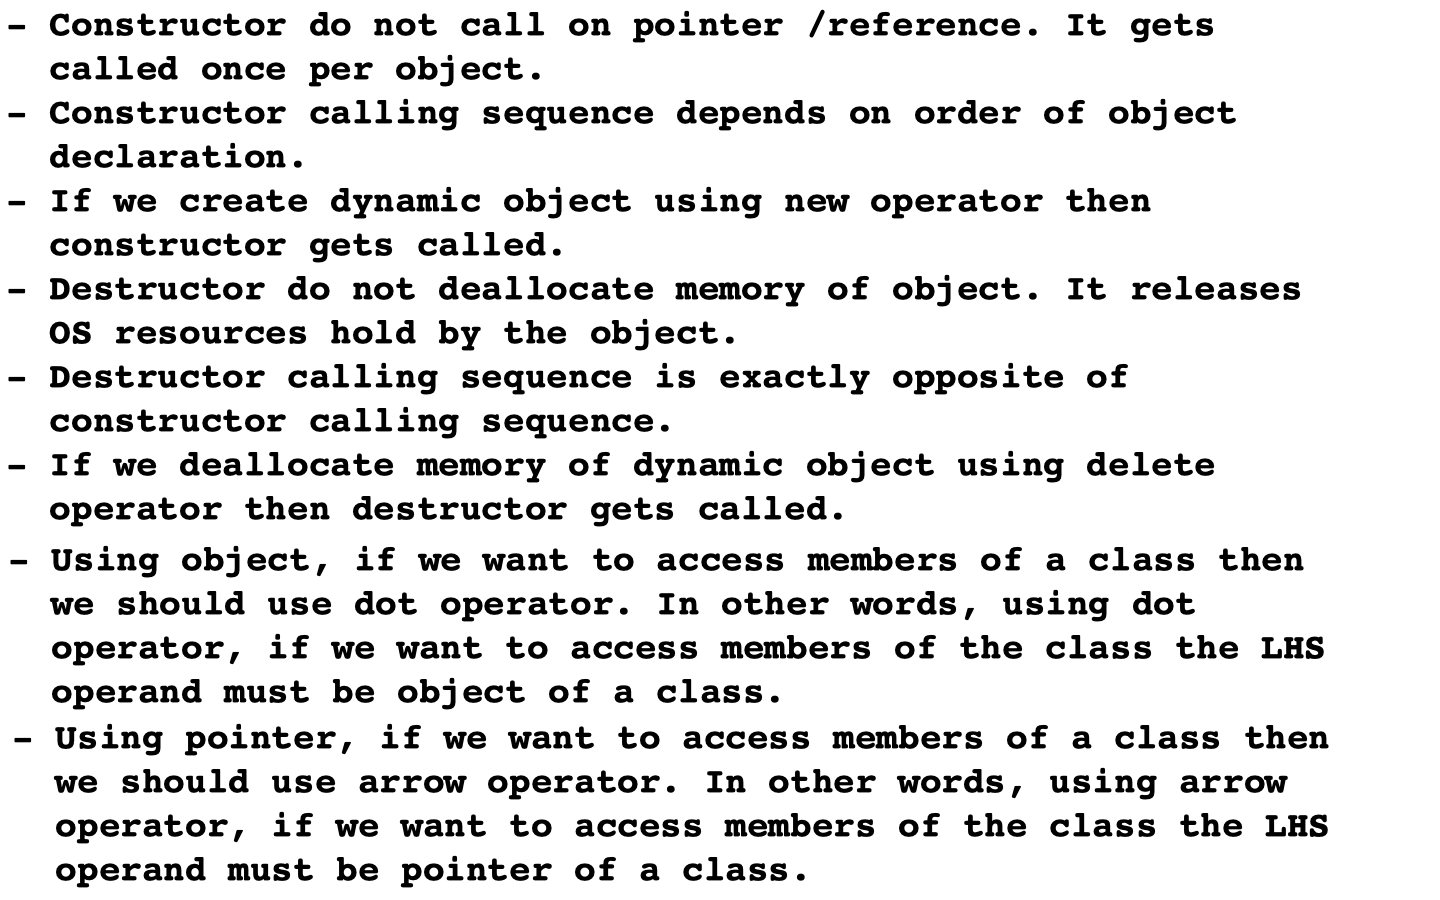 - Constructor do not call on pointer /reference. It gets
called once per object.
- Constructor calling sequence depends on order of object
declaration.
- If we create dynamic object using new operator then
constructor gets called.
- Destructor do not deallocate memory of object. It releases
OS resources hold by the object.
- Destructor calling sequence is exactly opposite of
constructor calling sequence.
- If we deallocate memory of dynamic object using delete
operator then destructor gets called.
- Using object, if we want to access members of a class then
we should use dot operator. In other words, using dot
operator, if we want to access members of the class the LHS
operand must be object of a class.
- Using pointer, if we want to access members of a class then
we should use arrow operator. In other words, using arrow
operator, if we want to access members of the class the LHS
operand must be pointer of a class.